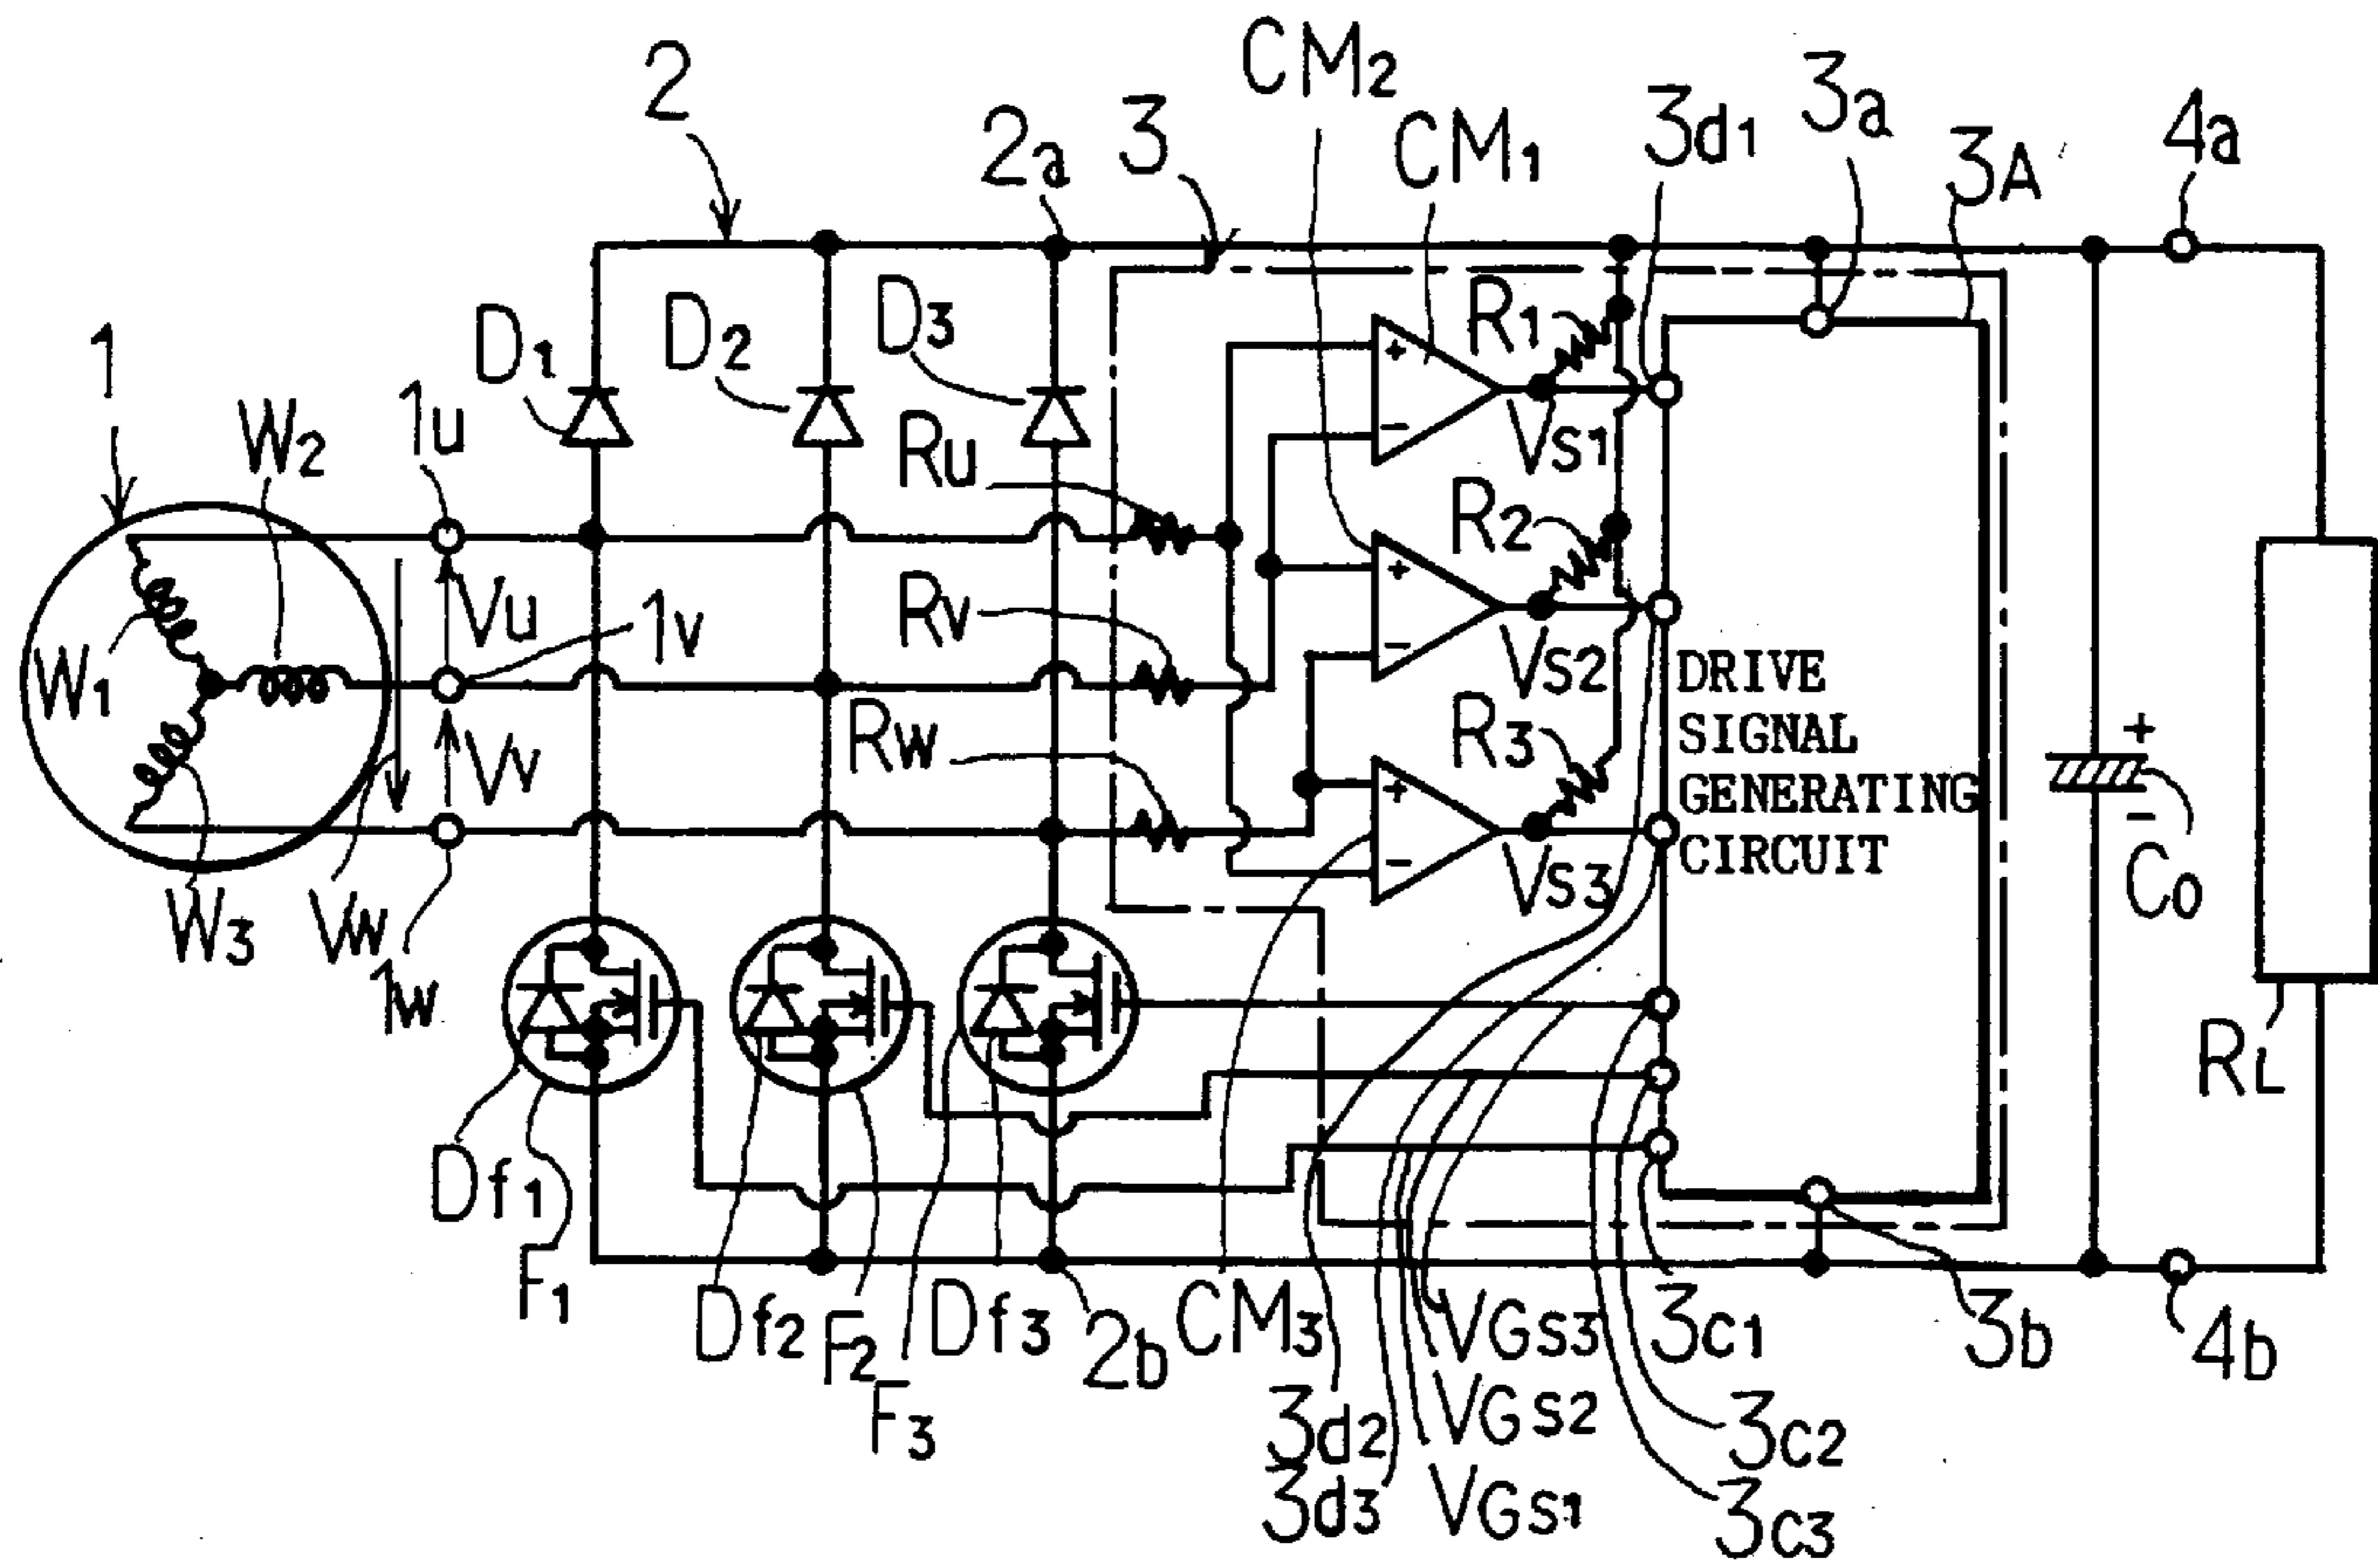 CM2
2
2a
3
CM1
3d1
3a
3A
4a
1
D1
D2
D3
R1
1u
W2
Ru
VS1
R2
Vu
1v
Rv
W1
VS2
DRIVE
SIGNAL
GENERATING
CIRCUIT
Vv
Rw
R3
+
-
Co
W3
Vw
1w
VS3
RL
Df1
F1
Df2
F2
F3
Df3
2b
CM3
VGS3
3c1
3b
4b
3d2
VGS2
3c2
3d3
VGS1
3c3
+
-
+
-
+
-